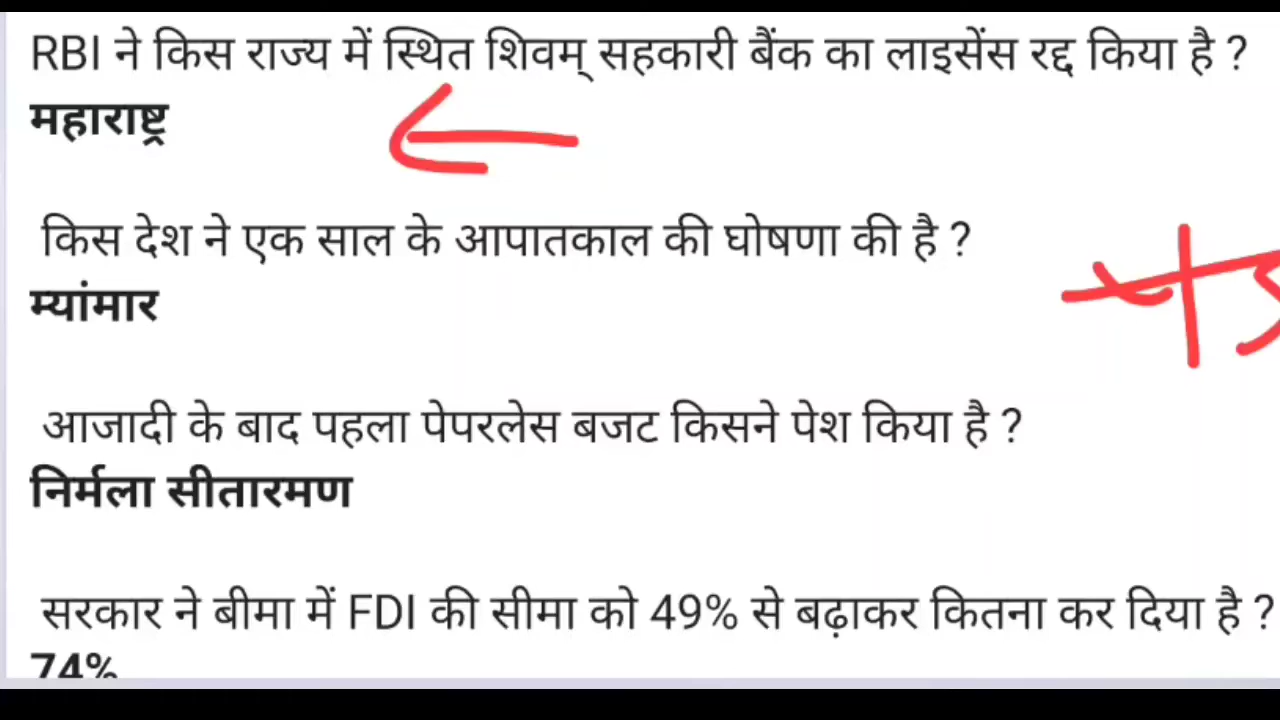 RBI ने किस राज्य में स्थित शिवम् सहकारी बैंक का लाइसेंस रद्द किया है ?
महाराष्ट्र
किस देश ने एक साल के आपातकाल की घोषणा की है ?
म्यांमार
आजादी के बाद पहला पेपरलेस बजट किसने पेश किया है ?
निर्मला सीतारमण
सरकार ने बीमा में FDI की सीमा को 49% से बढ़ाकर कितना कर दिया है ?
74%